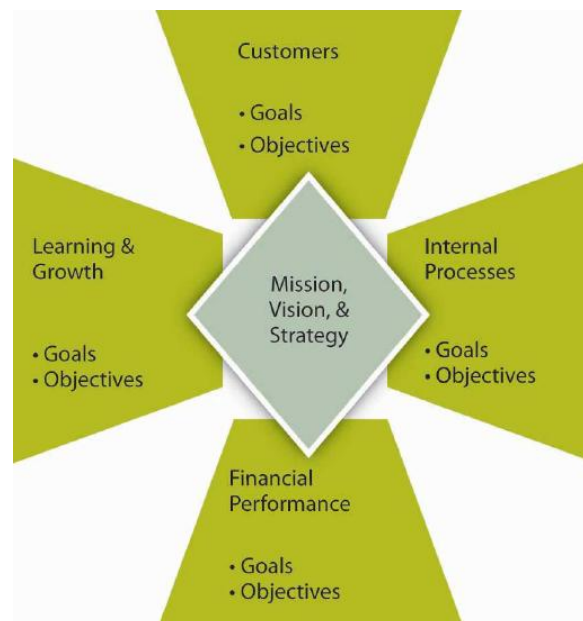 Customers
• Goals
• Objectives
Learning &
Growth
• Goals
• Objectives
Mission,
Vision, &
Strategy
Internal
Processes
• Goals
• Objectives
Financial
Performance
• Goals
• Objectives